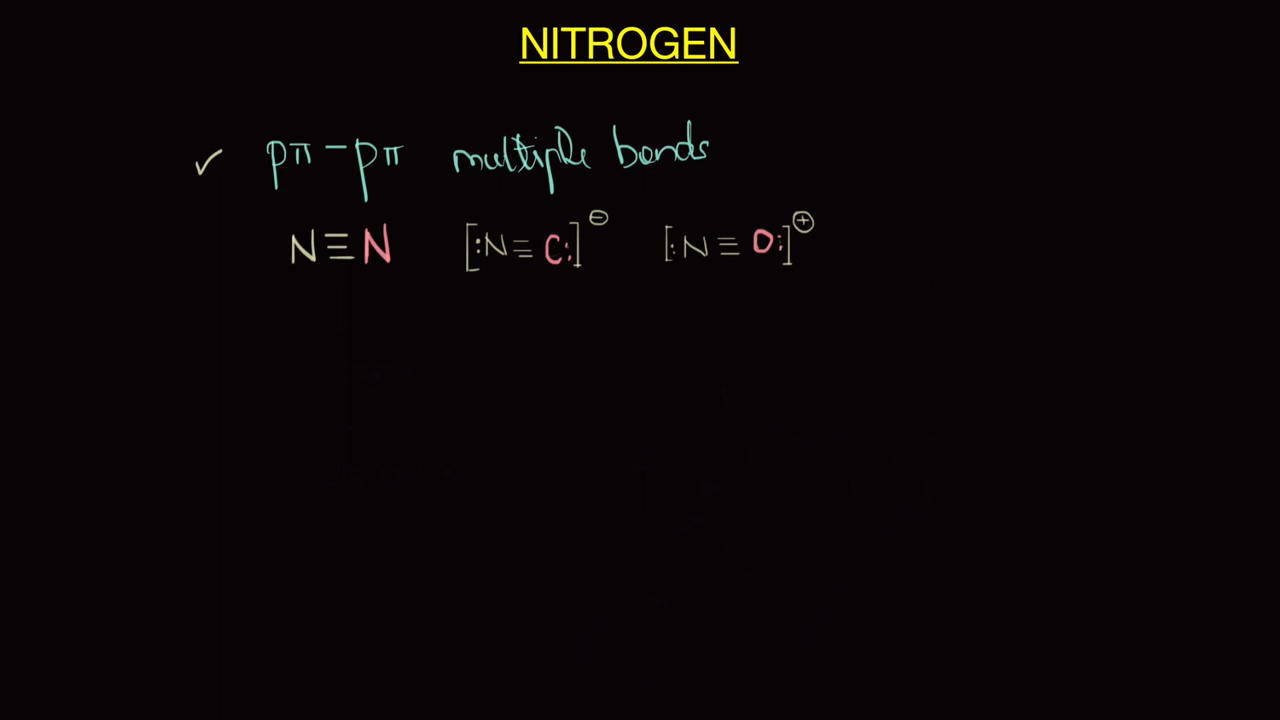 NITROGEN
✓ pπ-pπ multiple bonds
N≡N [:N≡C:]⊖ [:N≡O:]⊕